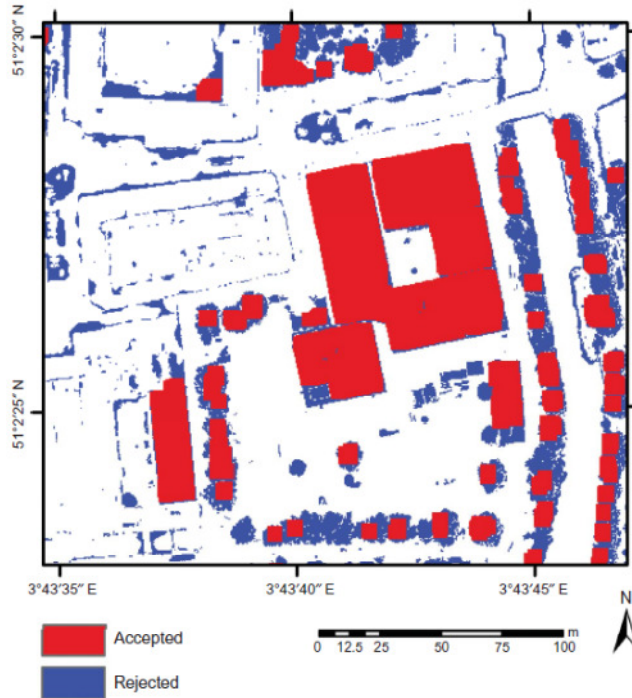 51°2'30" N
51°2'25" N
3°43'35" E
3°43'40" E
3°43'45" E
N
Accepted
Rejected
m
0 12.5 25 50 75 100